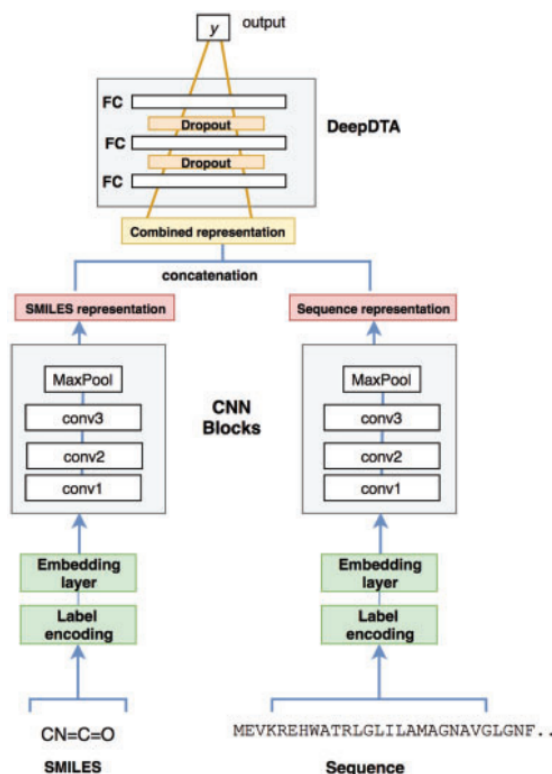 y output
FC
Dropout
FC
Dropout
FC
DeepDTA
Combined representation
concatenation
SMILES representation
Sequence representation
MaxPool
conv3
conv2
conv1
CNN
Blocks
MaxPool
conv3
conv2
conv1
Embedding
layer
Label
encoding
Embedding
layer
Label
encoding
CN=C=O
SMILES
MEVKREHWATRLGLILAMAGNAVGLGNF..
Sequence